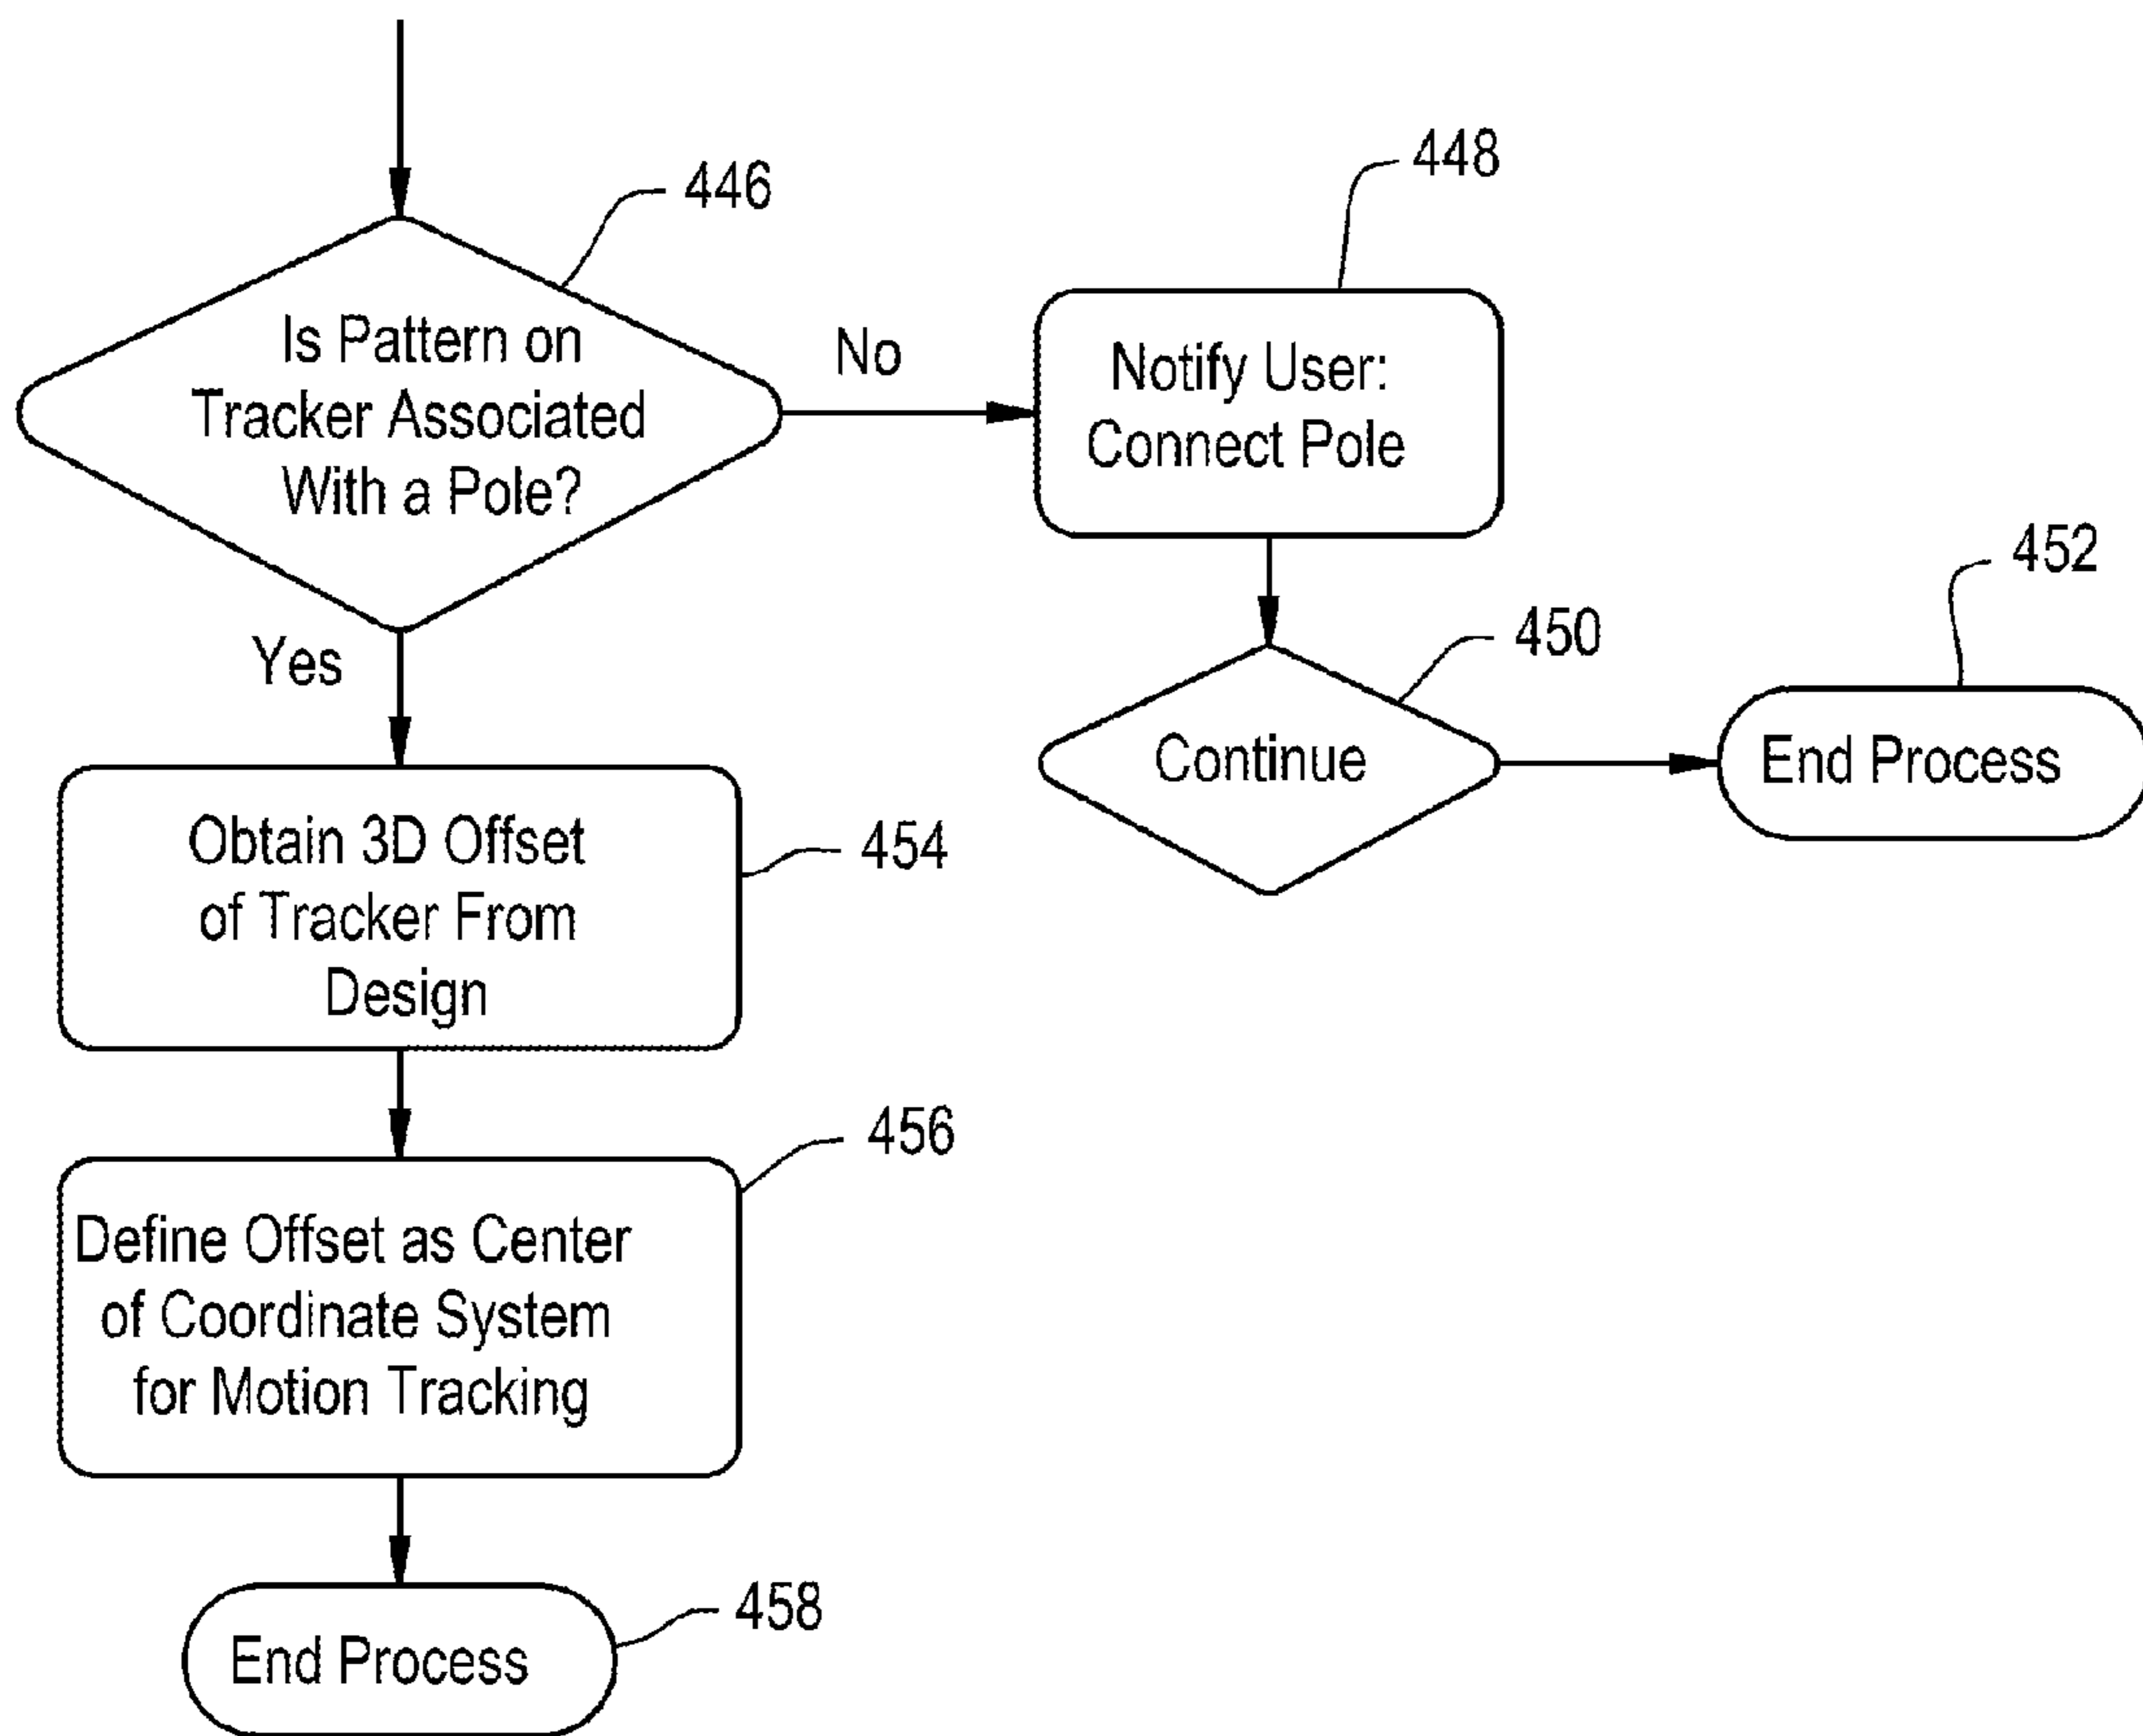 446
Is Pattern on
Tracker Associated
With a Pole?
No
448
Notify User:
Connect Pole
450
Continue
452
End Process
Yes
454
Obtain 3D Offset
of Tracker From
Design
456
Define Offset as Center
of Coordinate System
for Motion Tracking
458
End Process